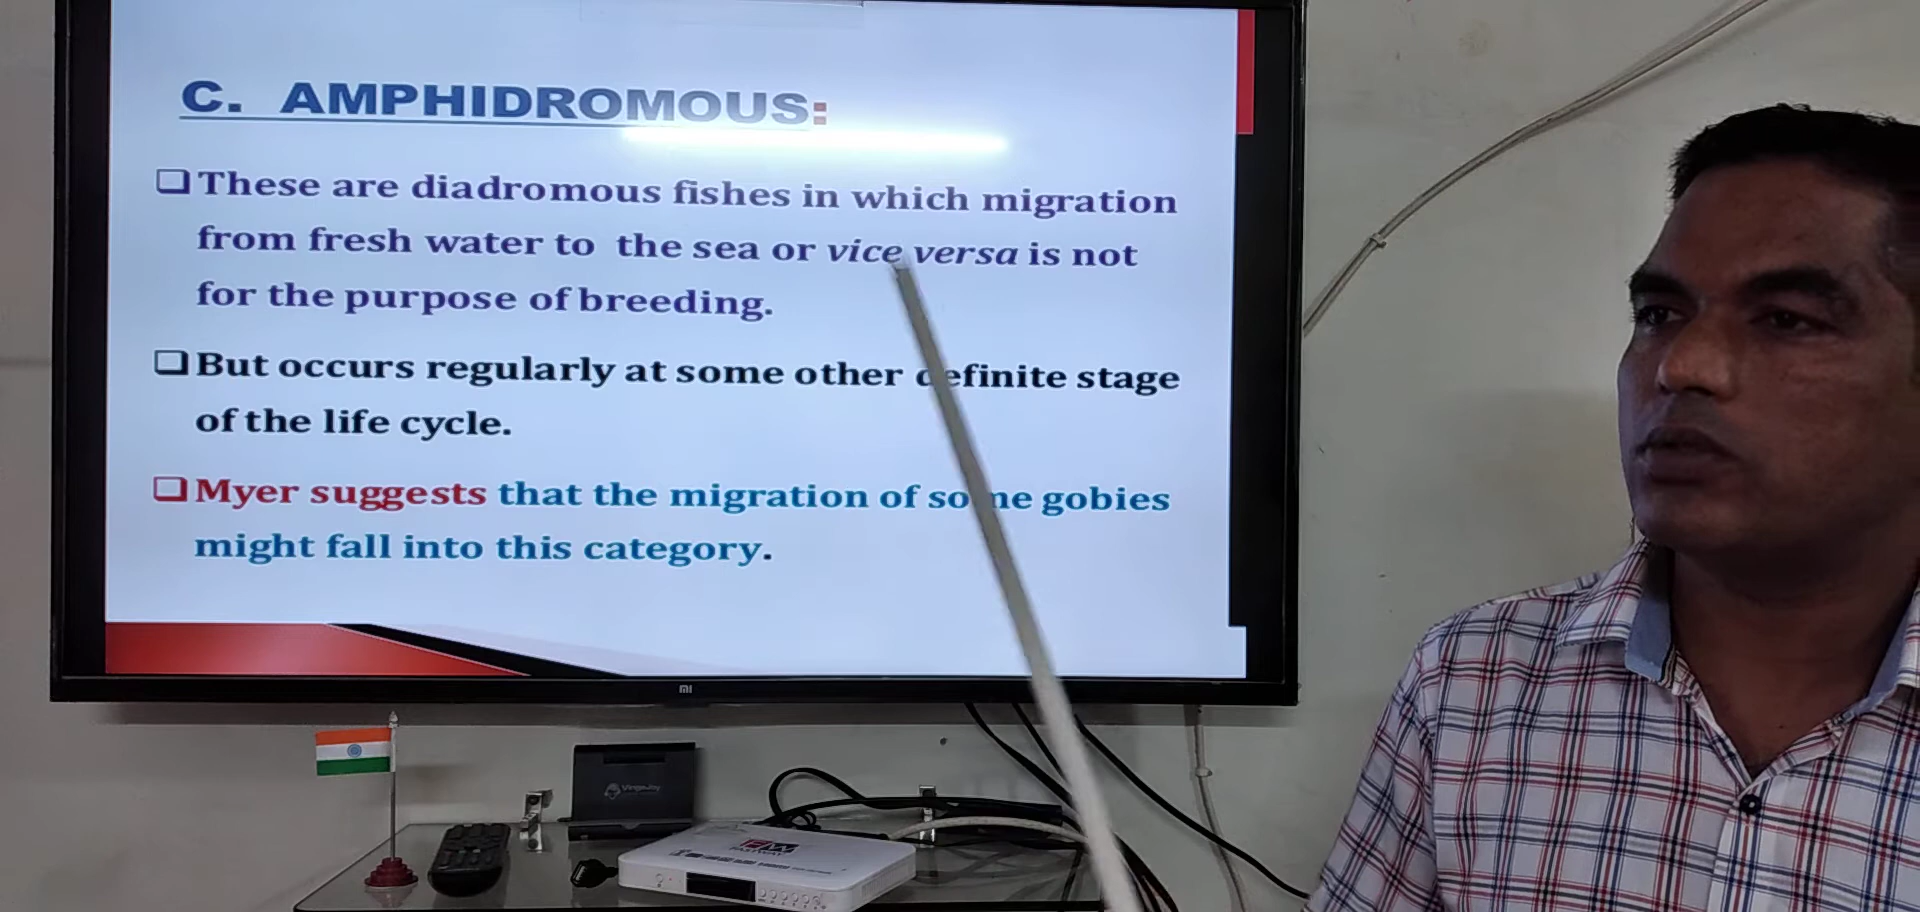 C. AMPHIDROMOUS:
❑These are diadromous fishes in which migration
from fresh water to the sea or vice versa is not
for the purpose of breeding.
❑But occurs regularly at some other definite stage
of the life cycle.
❑Myer suggests that the migration of some gobies
might fall into this category.
mi